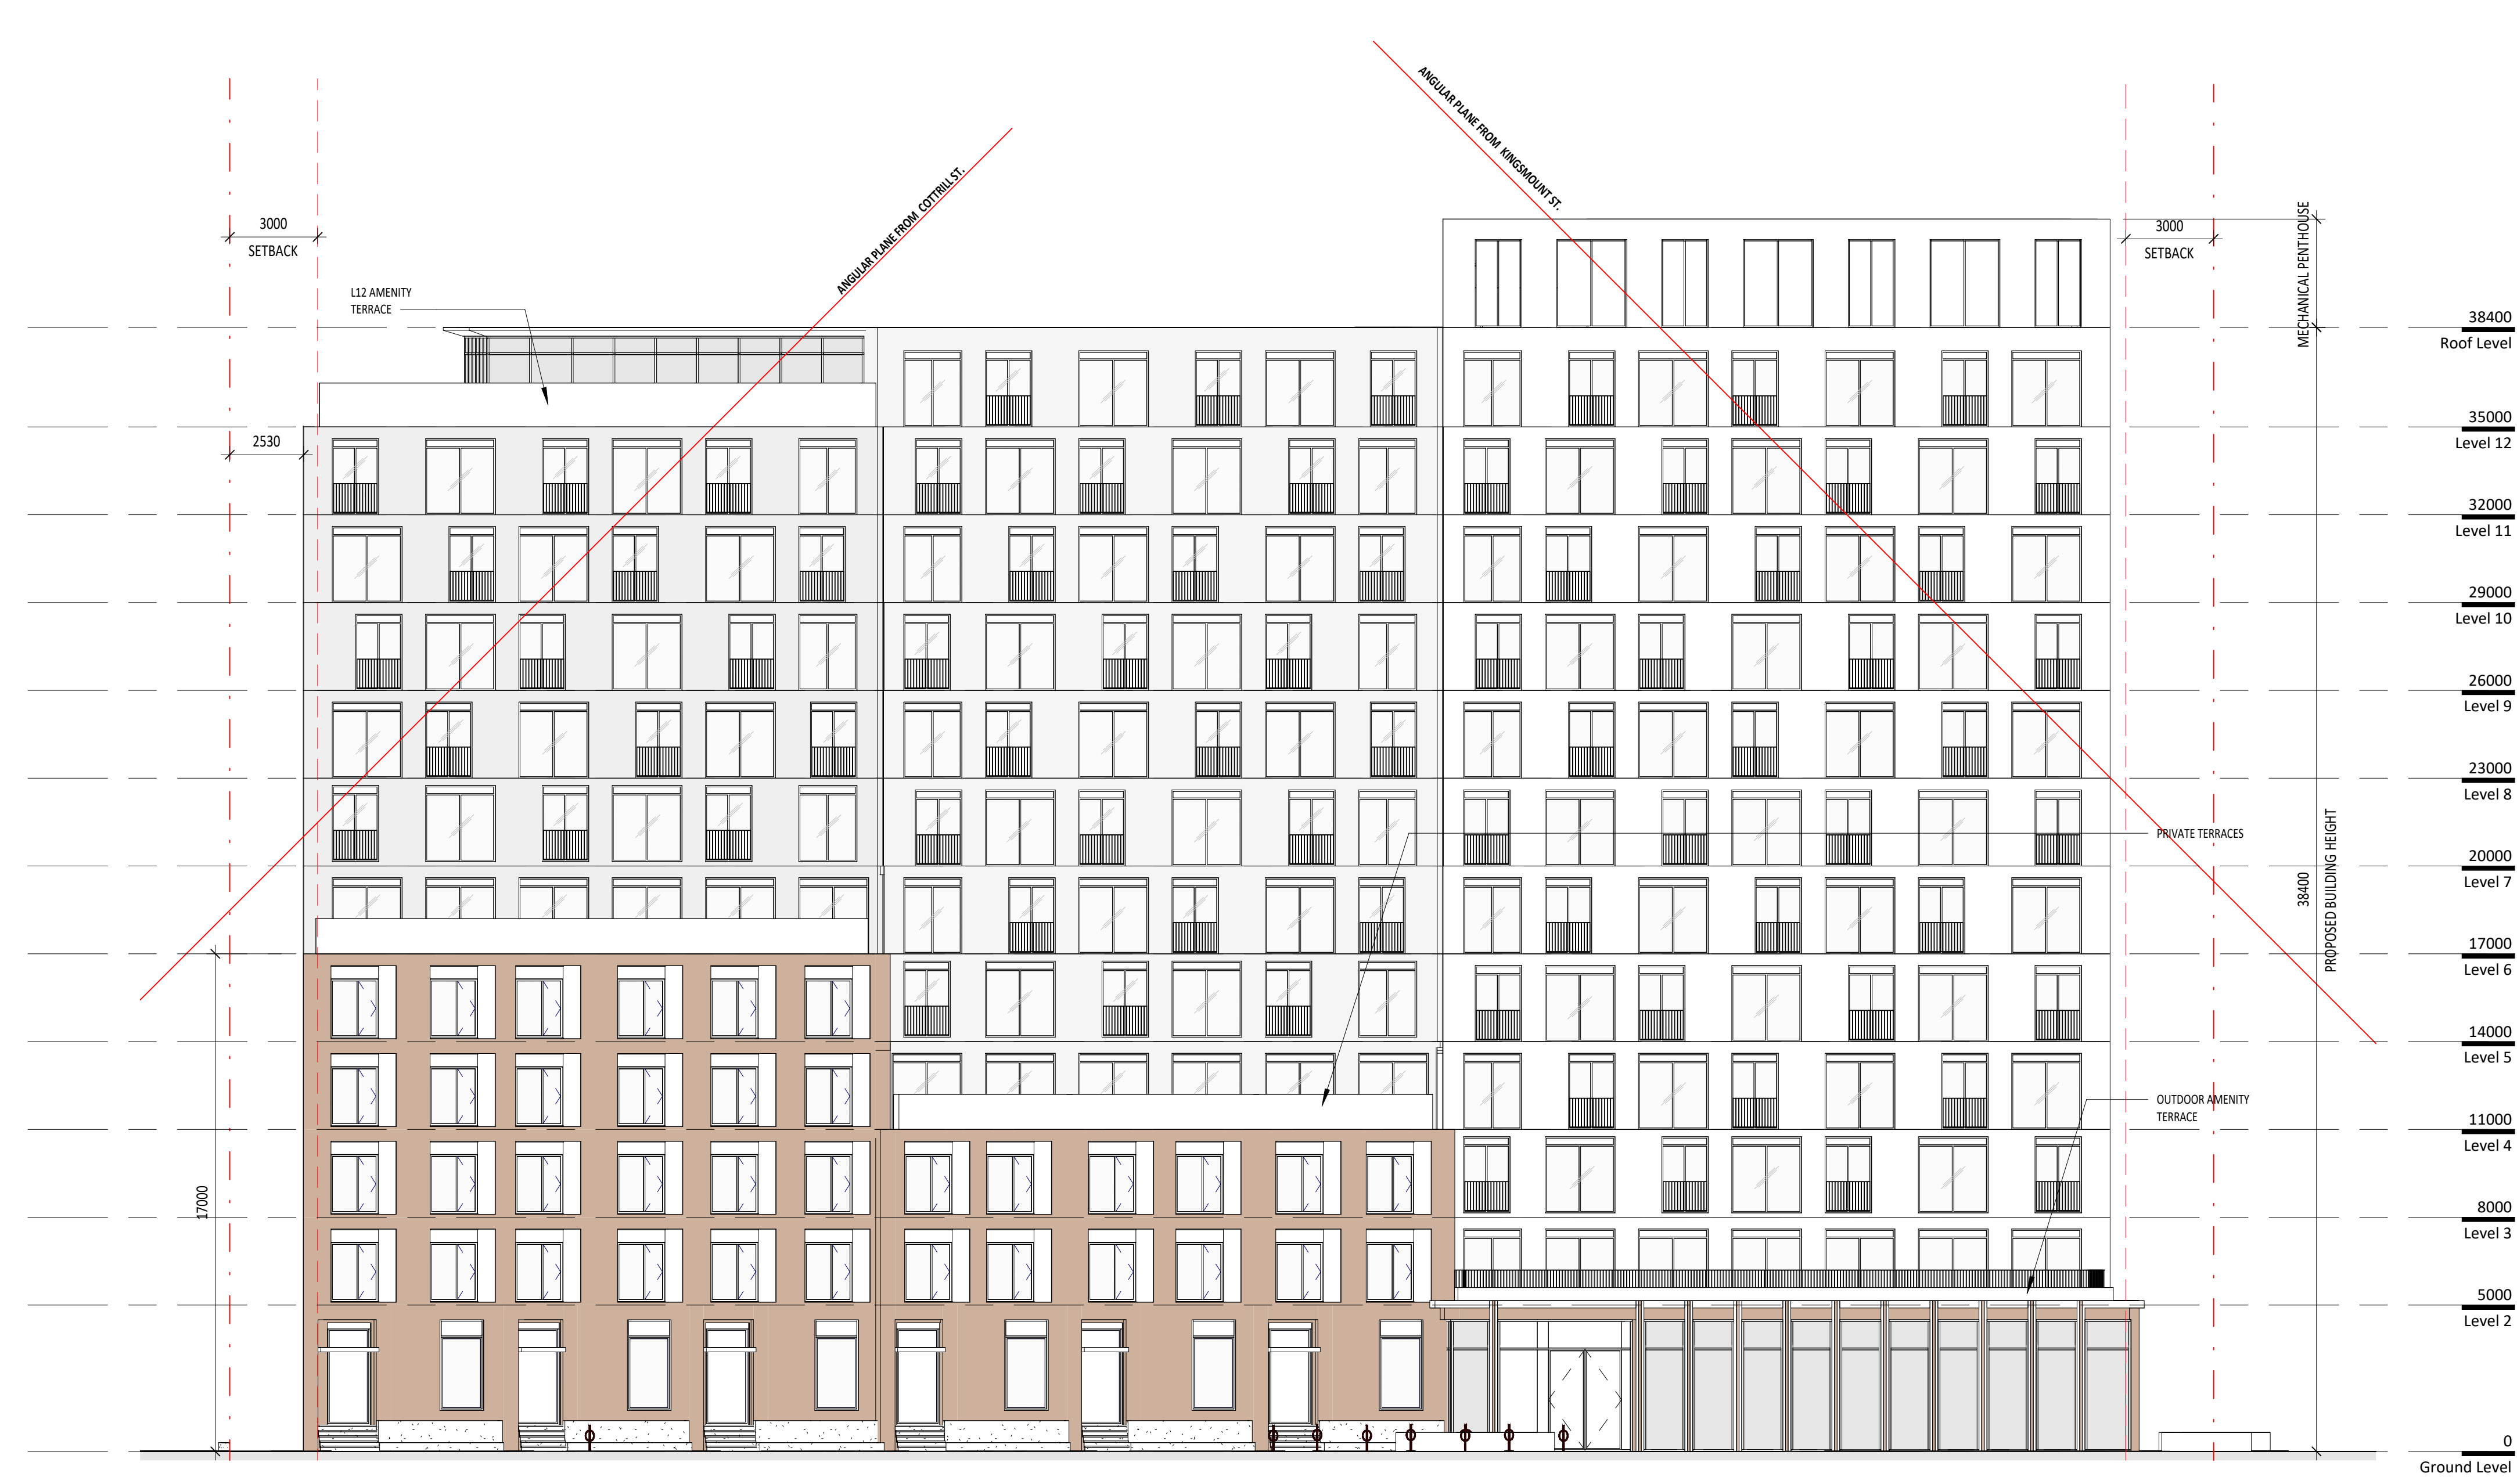 ANGULAR PLANE FROM KINGSMOUNT ST.
ANGULAR PLANE FROM COTTRILL ST.
3000
SETBACK
3000
SETBACK
MECHANICAL PENTHOUSE
L12 AMENITY
TERRACE
38400
Roof Level
35000
Level 12
2530
32000
Level 11
29000
Level 10
26000
Level 9
23000
Level 8
PRIVATE TERRACES
20000
Level 7
38400
PROPOSED BUILDING HEIGHT
17000
Level 6
14000
Level 5
OUTDOOR AMENITY
TERRACE
11000
Level 4
17000
8000
Level 3
5000
Level 2
0
Ground Level